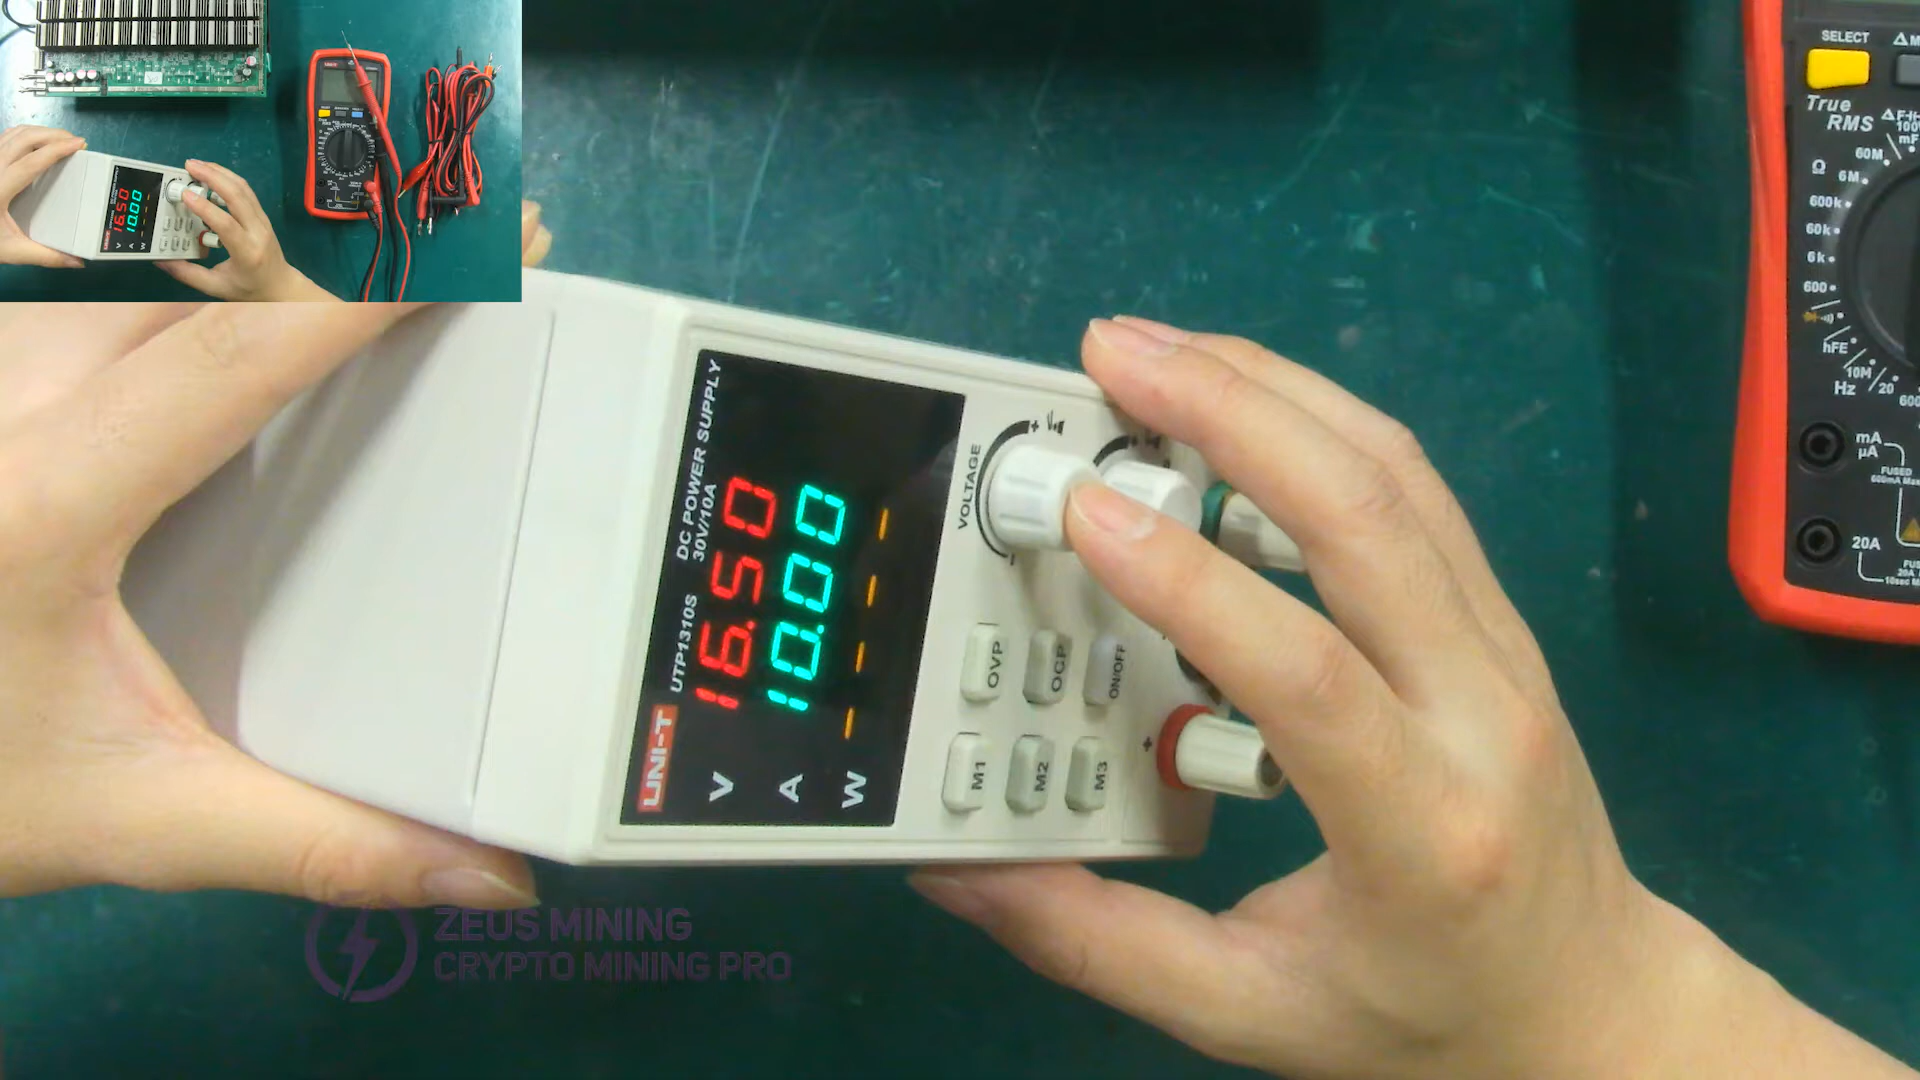 UNI-T
UTP1310S
DC POWER SUPPLY
30V/10A
16.50
V
10.00
A
----
W
VOLTAGE
+
-
OVP
OCP
ON/OFF
M1
M2
M3
+
SELECT
True
RMS
60M
Ω
6M
600k
60k
6k
600
hFE
10M
Hz
20
mA
μA
FUSED
20A
ZEUS MINING
CRYPTO MINING PRO